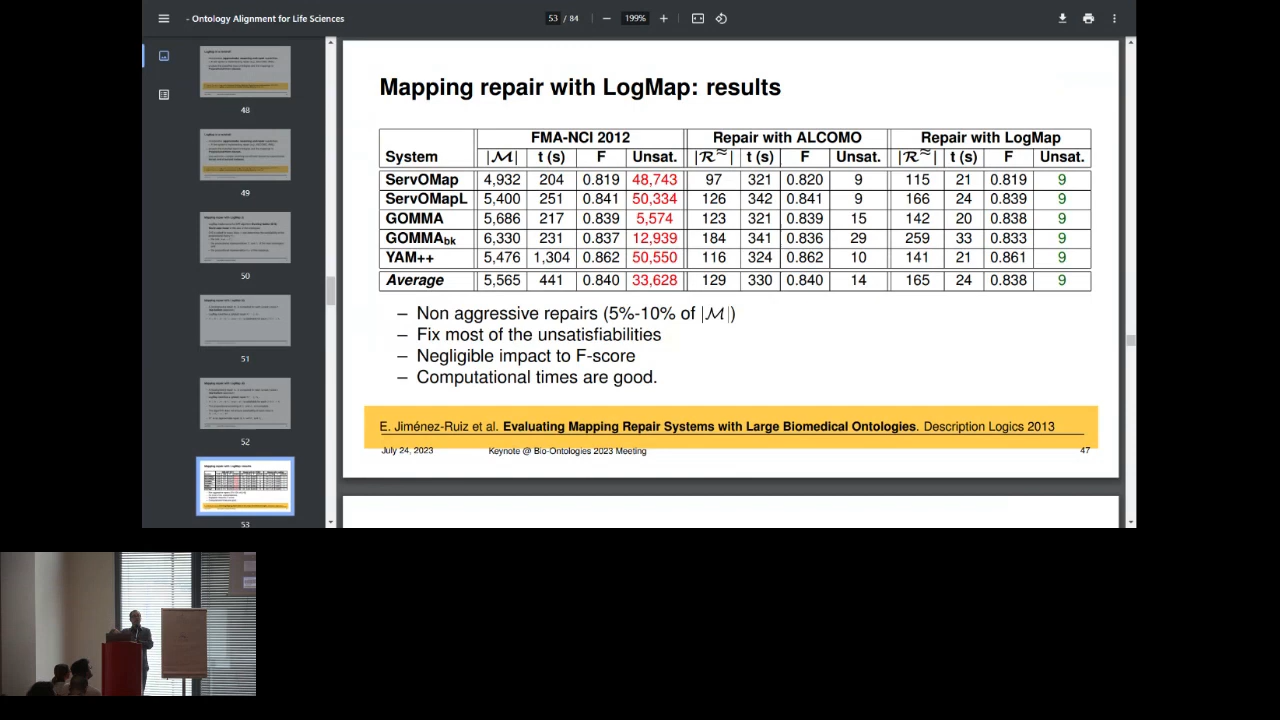 - Ontology Alignment for Life Sciences
53 / 84
199%
48
49
50
51
52
53
Mapping repair with LogMap: results
FMA-NCI 2012 Repair with ALCOMO Repair with LogMap
System |M| t (s) F Unsat. |R≈| t (s) F Unsat. |R≈| t (s) F Unsat.
ServOMap 4,932 204 0.819 48,743 97 321 0.820 9 115 21 0.819 9
ServOMapL 5,400 251 0.841 50,334 126 342 0.841 9 166 24 0.839 9
GOMMA 5,686 217 0.839 5,574 123 321 0.839 15 146 20 0.838 9
GOMMAbk 6,330 231 0.837 12,939 184 341 0.836 29 259 33 0.833 9
YAM++ 5,476 1,304 0.862 50,550 116 324 0.862 10 141 21 0.861 9
Average 5,565 441 0.840 33,628 129 330 0.840 14 165 24 0.838 9
– Non aggressive repairs (5%-10% of |M|)
– Fix most of the unsatisfiabilities
– Negligible impact to F-score
– Computational times are good.
E. Jiménez-Ruiz et al. Evaluating Mapping Repair Systems with Large Biomedical Ontologies. Description Logics 2013
July 24, 2023 Keynote @ Bio-Ontologies 2023 Meeting 47